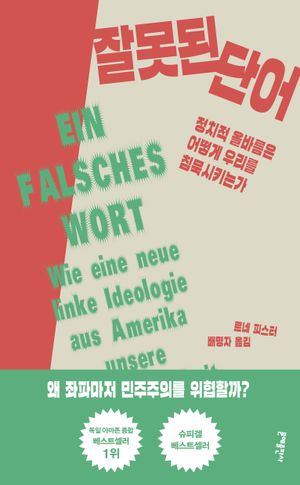 잘못된
단어
정치적 올바름은
어떻게 우리를
침묵시키는가
EIN
FALSCHES
WORT
Wie eine neue
linke Ideologie
aus Amerika
unsere
르네 피스터
배명자 옮김
왜 좌파마저 민주주의를 위협할까?
독일 아마존 종합
베스트셀러
1위
슈피겔
베스트셀러